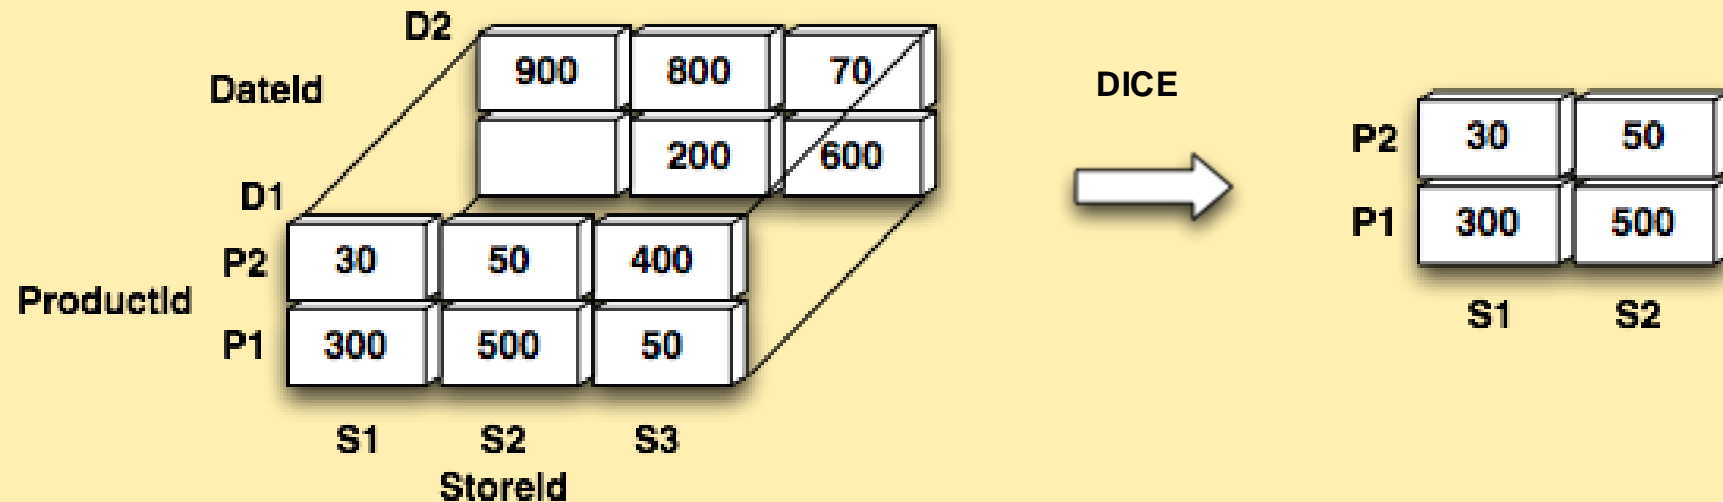 D2
900 800 70
DateId
200 600
D1
P2 30 50 400
ProductId
P1 300 500 50
S1 S2 S3
StoreId
DICE
P2 30 50
P1 300 500
S1 S2